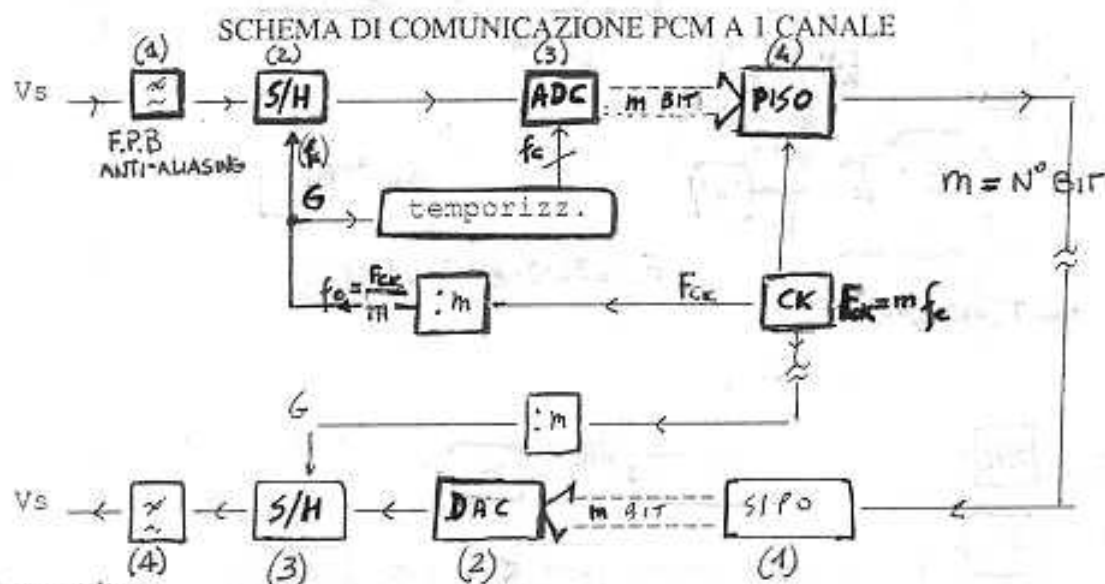 SCHEMA DI COMUNICAZIONE PCM A 1 CANALE
(1) (2) (3) (4)
Vs S/H ADC m BIT PISO
F.P.B
ANTI-ALIASING
(fc) fc
m = N° BIT
G temporizz.
fc = FCK/m :m FCK CK FCK = m fc
G :m
Vs S/H DAC m BIT SIPO
(4) (3) (2) (1)